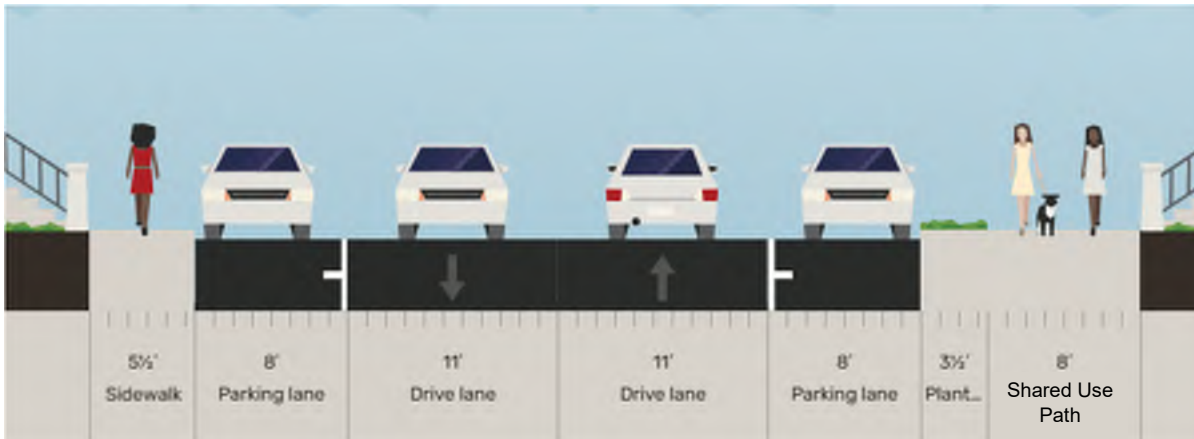 5½' 8' 11' 11' 8' 3½' 8'
Sidewalk Parking lane Drive lane Drive lane Parking lane Plant... Shared Use
Path